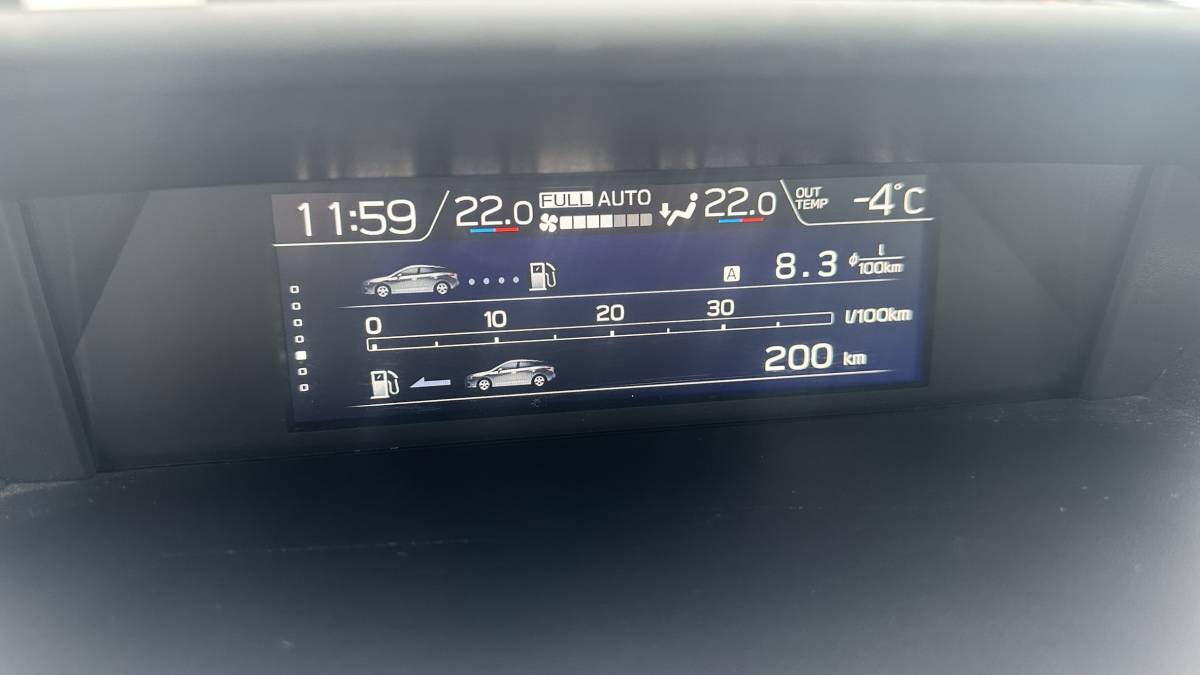 11:59 22.0 FULL AUTO 22.0 OUT TEMP -4°C
A 8.3 ø l/100km
0 10 20 30 l/100km
200 km